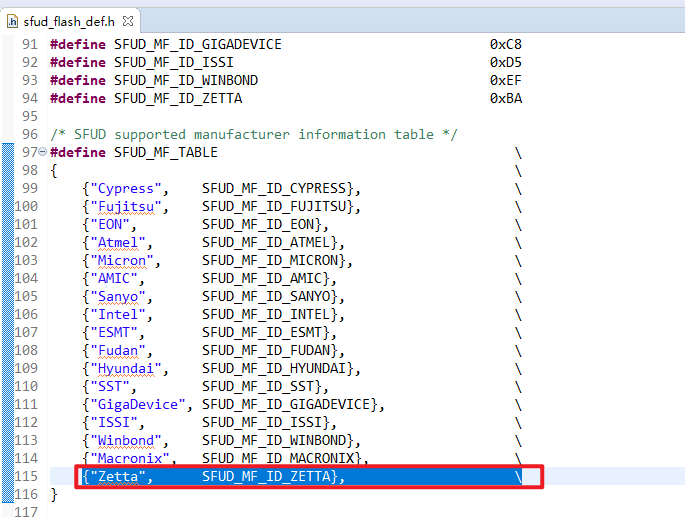 sfud_flash_def.h
91 #define SFUD_MF_ID_GIGADEVICE 0xC8
92 #define SFUD_MF_ID_ISSI 0xD5
93 #define SFUD_MF_ID_WINBOND 0xEF
94 #define SFUD_MF_ID_ZETTA 0xBA
95
96 /* SFUD supported manufacturer information table */
97 #define SFUD_MF_TABLE \
98 { \
99 {"Cypress", SFUD_MF_ID_CYPRESS}, \
100 {"Fujitsu", SFUD_MF_ID_FUJITSU}, \
101 {"EON", SFUD_MF_ID_EON}, \
102 {"Atmel", SFUD_MF_ID_ATMEL}, \
103 {"Micron", SFUD_MF_ID_MICRON}, \
104 {"AMIC", SFUD_MF_ID_AMIC}, \
105 {"Sanyo", SFUD_MF_ID_SANYO}, \
106 {"Intel", SFUD_MF_ID_INTEL}, \
107 {"ESMT", SFUD_MF_ID_ESMT}, \
108 {"Fudan", SFUD_MF_ID_FUDAN}, \
109 {"Hyundai", SFUD_MF_ID_HYUNDAI}, \
110 {"SST", SFUD_MF_ID_SST}, \
111 {"GigaDevice", SFUD_MF_ID_GIGADEVICE}, \
112 {"ISSI", SFUD_MF_ID_ISSI}, \
113 {"Winbond", SFUD_MF_ID_WINBOND}, \
114 {"Macronix", SFUD_MF_ID_MACRONIX}, \
115 {"Zetta", SFUD_MF_ID_ZETTA}, \
116 }
117